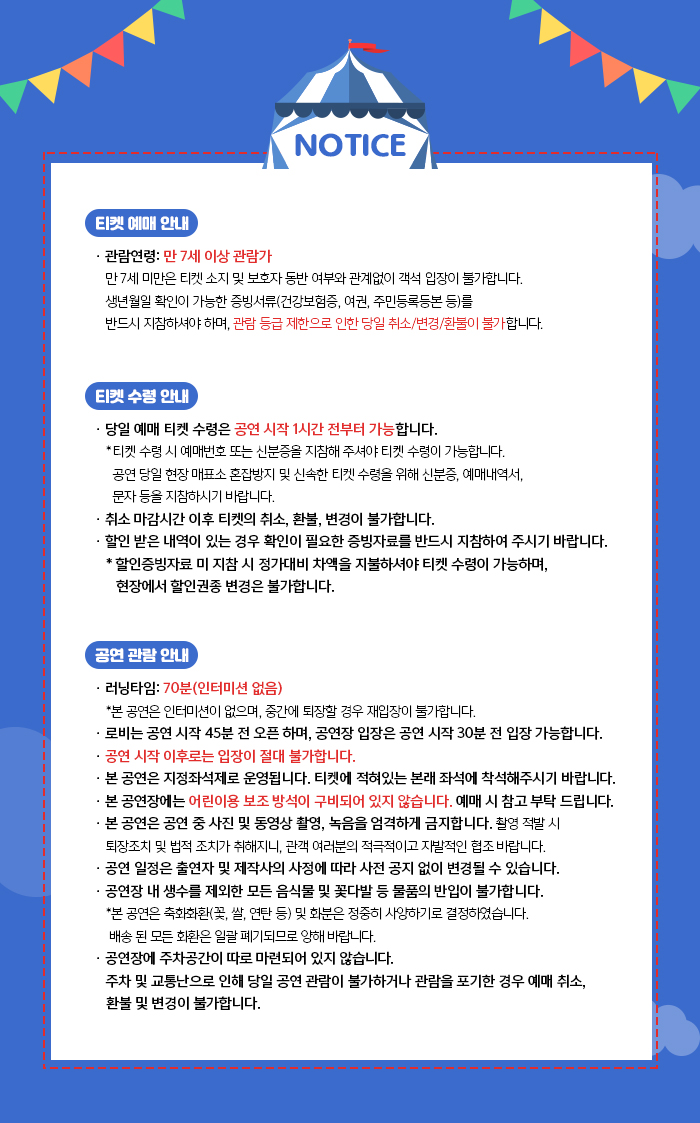 NOTICE
티켓 예매 안내
· 관람연령: 만 7세 이상 관람가
만 7세 미만은 티켓 소지 및 보호자 동반 여부와 관계없이 객석 입장이 불가합니다.
생년월일 확인이 가능한 증빙서류(건강보험증, 여권, 주민등록등본 등)를
반드시 지참하셔야 하며, 관람 등급 제한으로 인한 당일 취소/변경/환불이 불가합니다.
티켓 수령 안내
· 당일 예매 티켓 수령은 공연 시작 1시간 전부터 가능합니다.
*티켓 수령 시 예매번호 또는 신분증을 지참해 주셔야 티켓 수령이 가능합니다.
공연 당일 현장 매표소 혼잡방지 및 신속한 티켓 수령을 위해 신분증, 예매내역서,
문자 등을 지참하시기 바랍니다.
· 취소 마감시간 이후 티켓의 취소, 환불, 변경이 불가합니다.
· 할인 받은 내역이 있는 경우 확인이 필요한 증빙자료를 반드시 지참하여 주시기 바랍니다.
* 할인증빙자료 미 지참 시 정가대비 차액을 지불하셔야 티켓 수령이 가능하며,
현장에서 할인권종 변경은 불가합니다.
공연 관람 안내
· 러닝타임: 70분(인터미션 없음)
*본 공연은 인터미션이 없으며, 중간에 퇴장할 경우 재입장이 불가합니다.
· 로비는 공연 시작 45분 전 오픈 하며, 공연장 입장은 공연 시작 30분 전 입장 가능합니다.
· 공연 시작 이후로는 입장이 절대 불가합니다.
· 본 공연은 지정좌석제로 운영됩니다. 티켓에 적혀있는 본래 좌석에 착석해주시기 바랍니다.
· 본 공연장에는 어린이용 보조 방석이 구비되어 있지 않습니다. 예매 시 참고 부탁 드립니다.
· 본 공연은 공연 중 사진 및 동영상 촬영, 녹음을 엄격하게 금지합니다. 촬영 적발 시
퇴장조치 및 법적 조치가 취해지니, 관객 여러분의 적극적이고 자발적인 협조 바랍니다.
· 공연 일정은 출연자 및 제작사의 사정에 따라 사전 공지 없이 변경될 수 있습니다.
· 공연장 내 생수를 제외한 모든 음식물 및 꽃다발 등 물품의 반입이 불가합니다.
*본 공연은 축화화환(꽃, 쌀, 연탄 등) 및 화분은 정중히 사양하기로 결정하였습니다.
배송 된 모든 화환은 일괄 폐기되므로 양해 바랍니다.
· 공연장에 주차공간이 따로 마련되어 있지 않습니다.
주차 및 교통난으로 인해 당일 공연 관람이 불가하거나 관람을 포기한 경우 예매 취소,
환불 및 변경이 불가합니다.